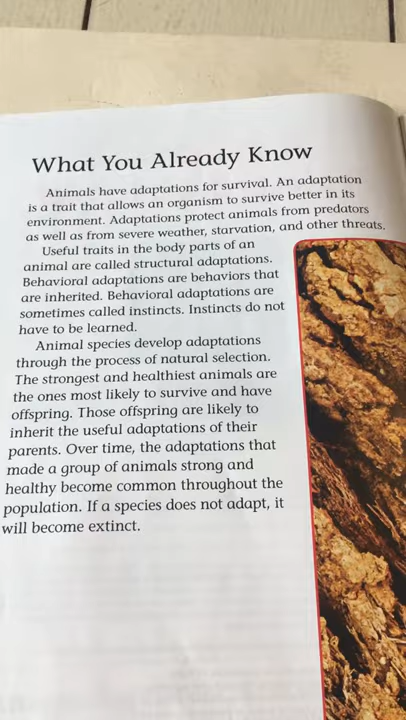 What You Already Know
Animals have adaptations for survival. An adaptation
is a trait that allows an organism to survive better in its
environment. Adaptations protect animals from predators
as well as from severe weather, starvation, and other threats.
Useful traits in the body parts of an
animal are called structural adaptations.
Behavioral adaptations are behaviors that
are inherited. Behavioral adaptations are
sometimes called instincts. Instincts do not
have to be learned.
Animal species develop adaptations
through the process of natural selection.
The strongest and healthiest animals are
the ones most likely to survive and have
offspring. Those offspring are likely to
inherit the useful adaptations of their
parents. Over time, the adaptations that
made a group of animals strong and
healthy become common throughout the
population. If a species does not adapt, it
will become extinct.